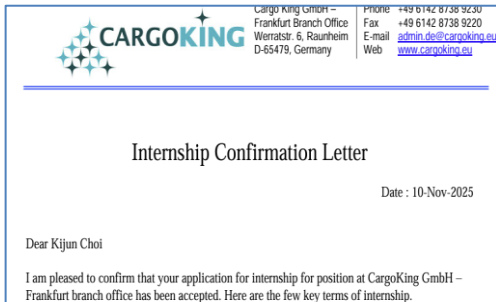 CARGOKING
Cargo King GmbH –
Frankfurt Branch Office
Werratstr. 6, Raunheim
D-65479, Germany
Phone +49 6142 8738 9230
Fax +49 6142 8738 9220
E-mail admin.de@cargoking.eu
Web www.cargoking.eu
Internship Confirmation Letter
Date : 10-Nov-2025
Dear Kijun Choi
I am pleased to confirm that your application for internship for position at CargoKing GmbH –
Frankfurt branch office has been accepted. Here are the few key terms of internship.